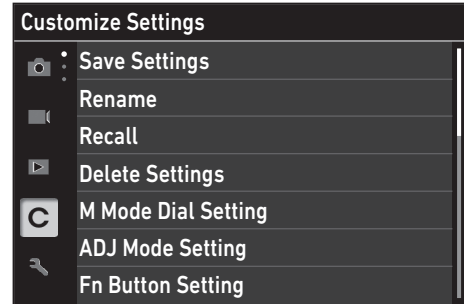 Customize Settings
Save Settings
Rename
Recall
Delete Settings
C
M Mode Dial Setting
ADJ Mode Setting
Fn Button Setting